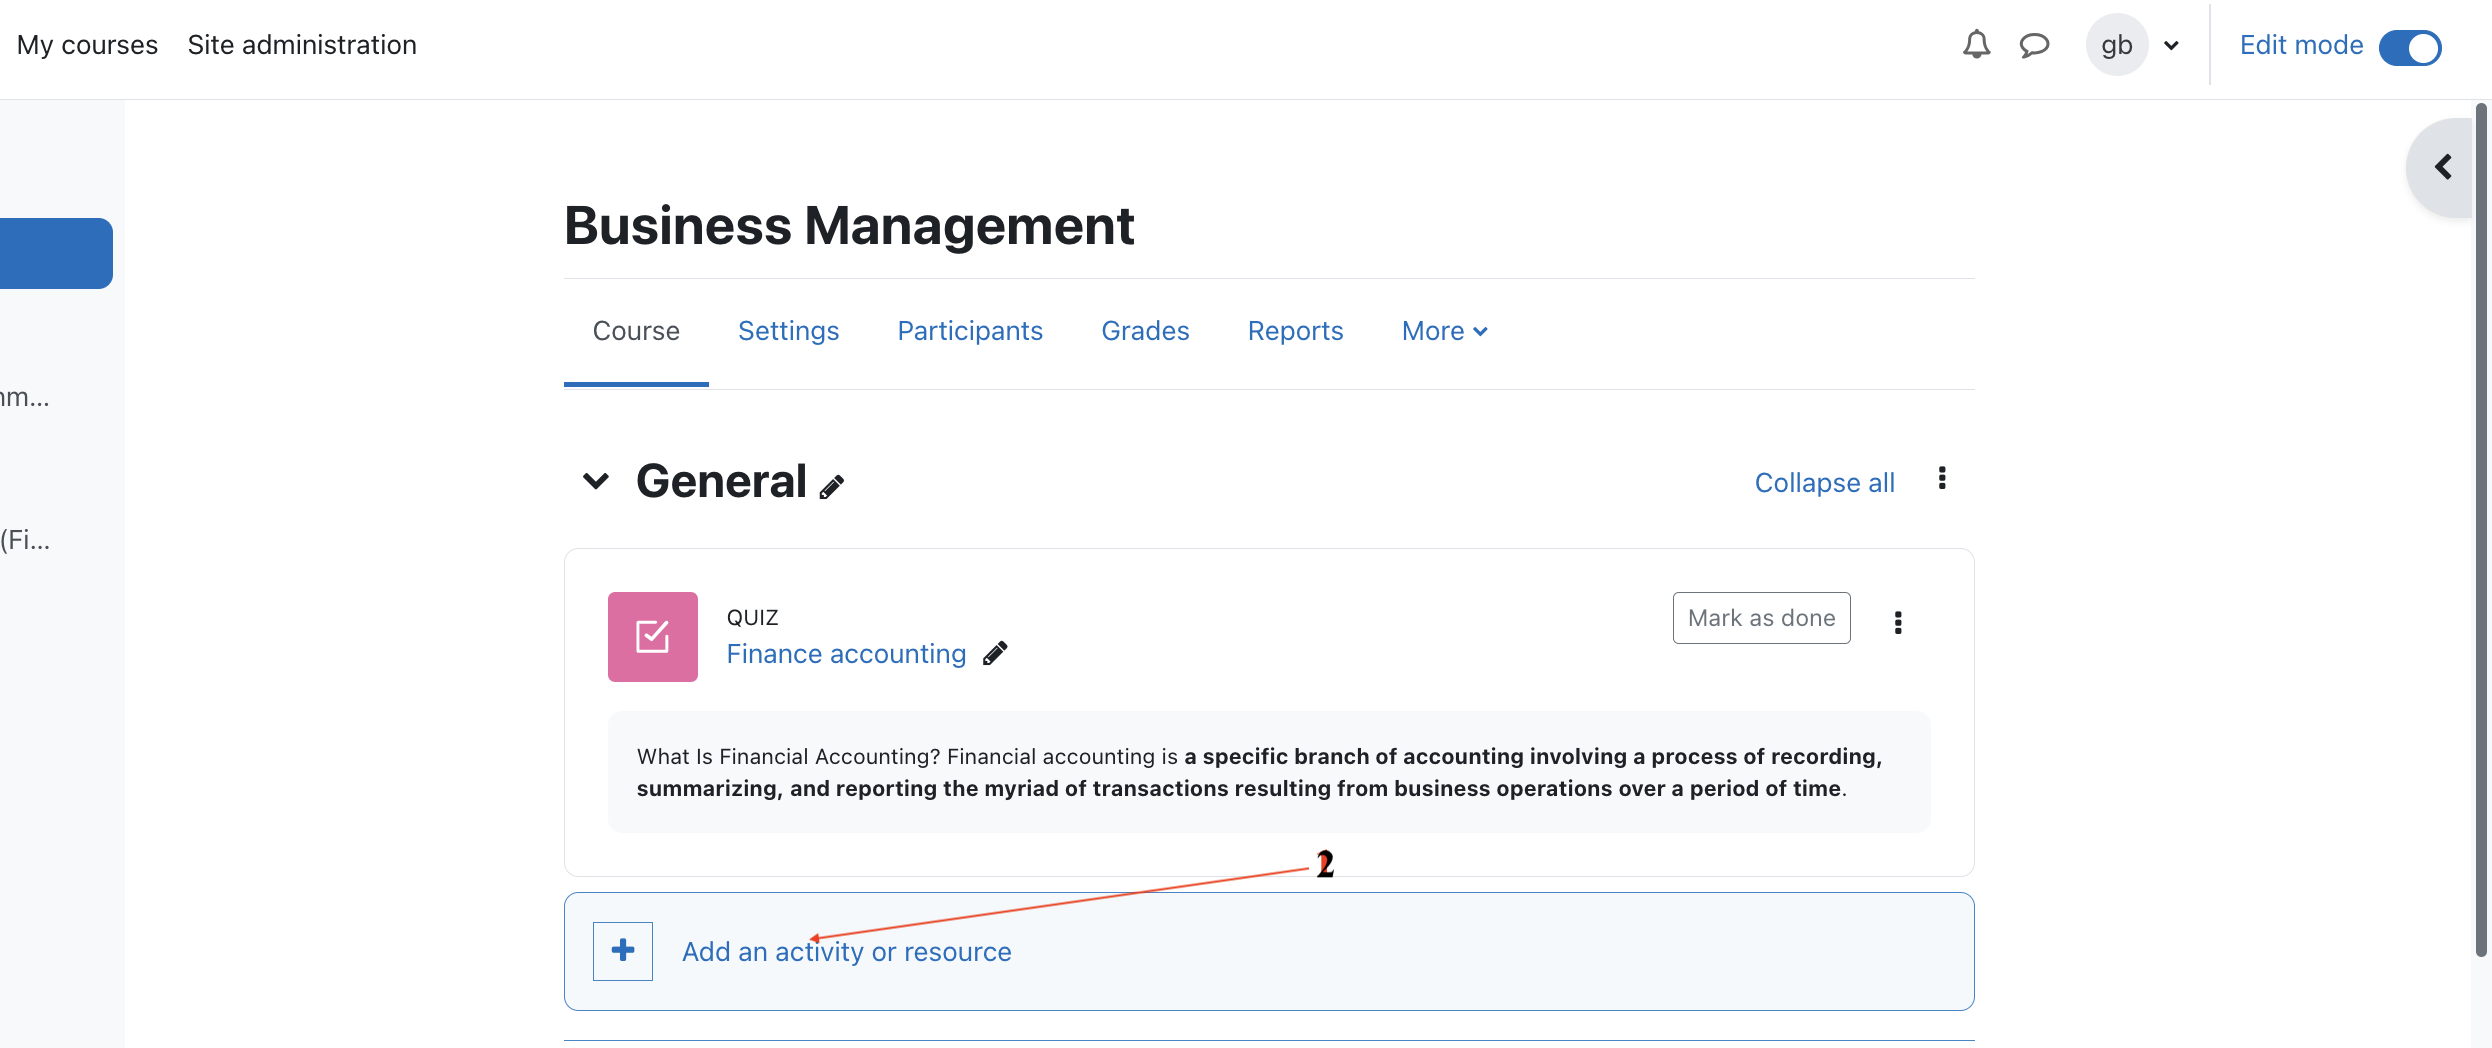 My courses Site administration gb Edit mode
Business Management
Course Settings Participants Grades Reports More
General Collapse all
(Fi...
QUIZ
Finance accounting
Mark as done
What Is Financial Accounting? Financial accounting is a specific branch of accounting involving a process of recording,
summarizing, and reporting the myriad of transactions resulting from business operations over a period of time.
2
Add an activity or resource